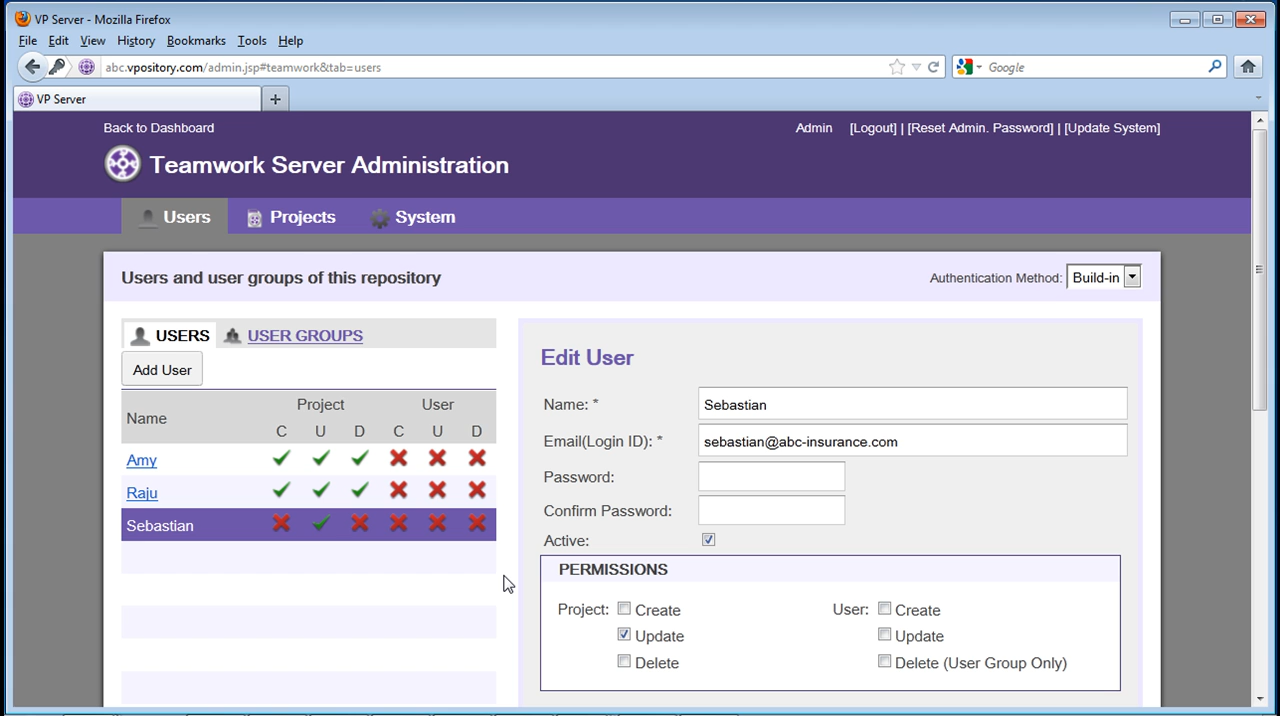 VP Server - Mozilla Firefox
File Edit View History Bookmarks Tools Help
abc.vpository.com/admin.jsp#teamwork&tab=users
Google
VP Server
Back to Dashboard
Admin [Logout] | [Reset Admin. Password] | [Update System]
Teamwork Server Administration
Users Projects System
Users and user groups of this repository
Authentication Method: Build-in
USERS USER GROUPS
Add User
Name Project User
C U D C U D
Amy
Raju
Sebastian
Edit User
Name: * Sebastian
Email(Login ID): * sebastian@abc-insurance.com
Password:
Confirm Password:
Active:
PERMISSIONS
Project: Create User: Create
Update Update
Delete Delete (User Group Only)